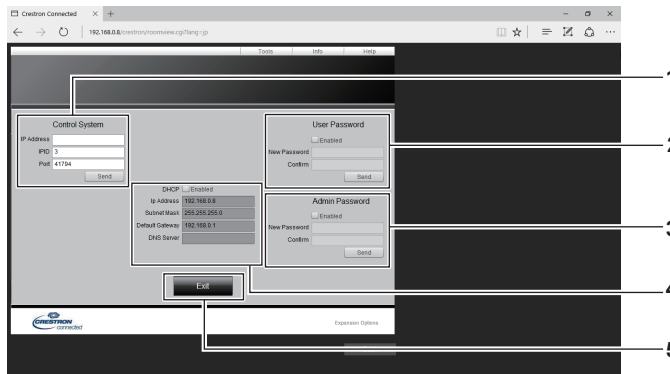 Crestron Connected
192.168.0.8/crestron/roomview.cgi?lang=jp
Tools Info Help
Control System
IP Address
IPID 3
Port 41794
Send
User Password
Enabled
New Password
Confirm
Send
DHCP Enabled
Ip Address 192.168.0.8
Subnet Mask 255.255.255.0
Default Gateway 192.168.0.1
DNS Server
Admin Password
Enabled
New Password
Confirm
Send
Exit
CRESTRON
connected
Expansion Options
1
2
3
4
5